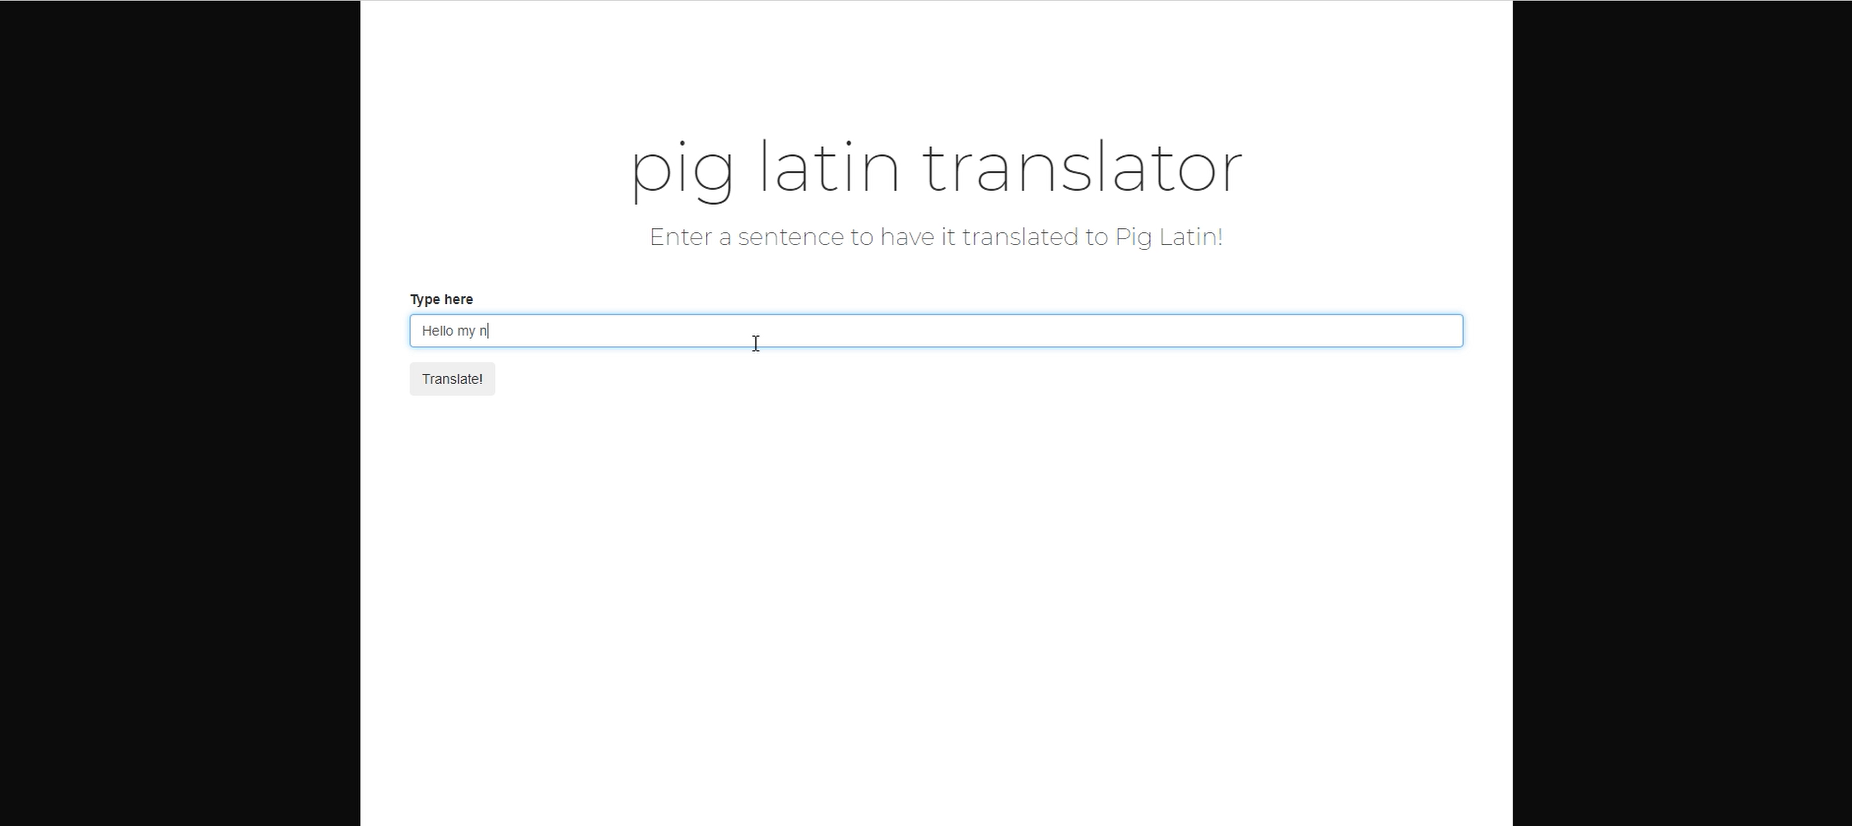 pig latin translator
Enter a sentence to have it translated to Pig Latin!
Type here
Hello my n
Translate!